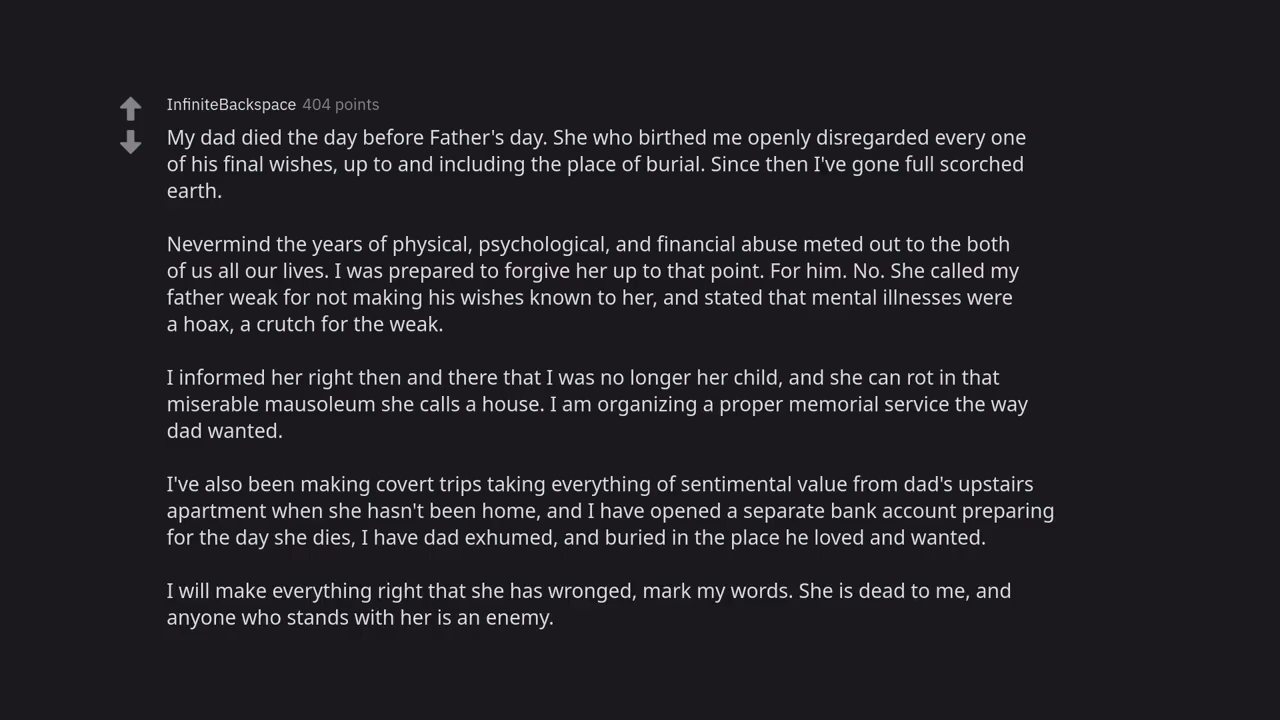 InfiniteBackspace 404 points
My dad died the day before Father's day. She who birthed me openly disregarded every one
of his final wishes, up to and including the place of burial. Since then I've gone full scorched
earth.
Nevermind the years of physical, psychological, and financial abuse meted out to the both
of us all our lives. I was prepared to forgive her up to that point. For him. No. She called my
father weak for not making his wishes known to her, and stated that mental illnesses were
a hoax, a crutch for the weak.
I informed her right then and there that I was no longer her child, and she can rot in that
miserable mausoleum she calls a house. I am organizing a proper memorial service the way
dad wanted.
I've also been making covert trips taking everything of sentimental value from dad's upstairs
apartment when she hasn't been home, and I have opened a separate bank account preparing
for the day she dies, I have dad exhumed, and buried in the place he loved and wanted.
I will make everything right that she has wronged, mark my words. She is dead to me, and
anyone who stands with her is an enemy.